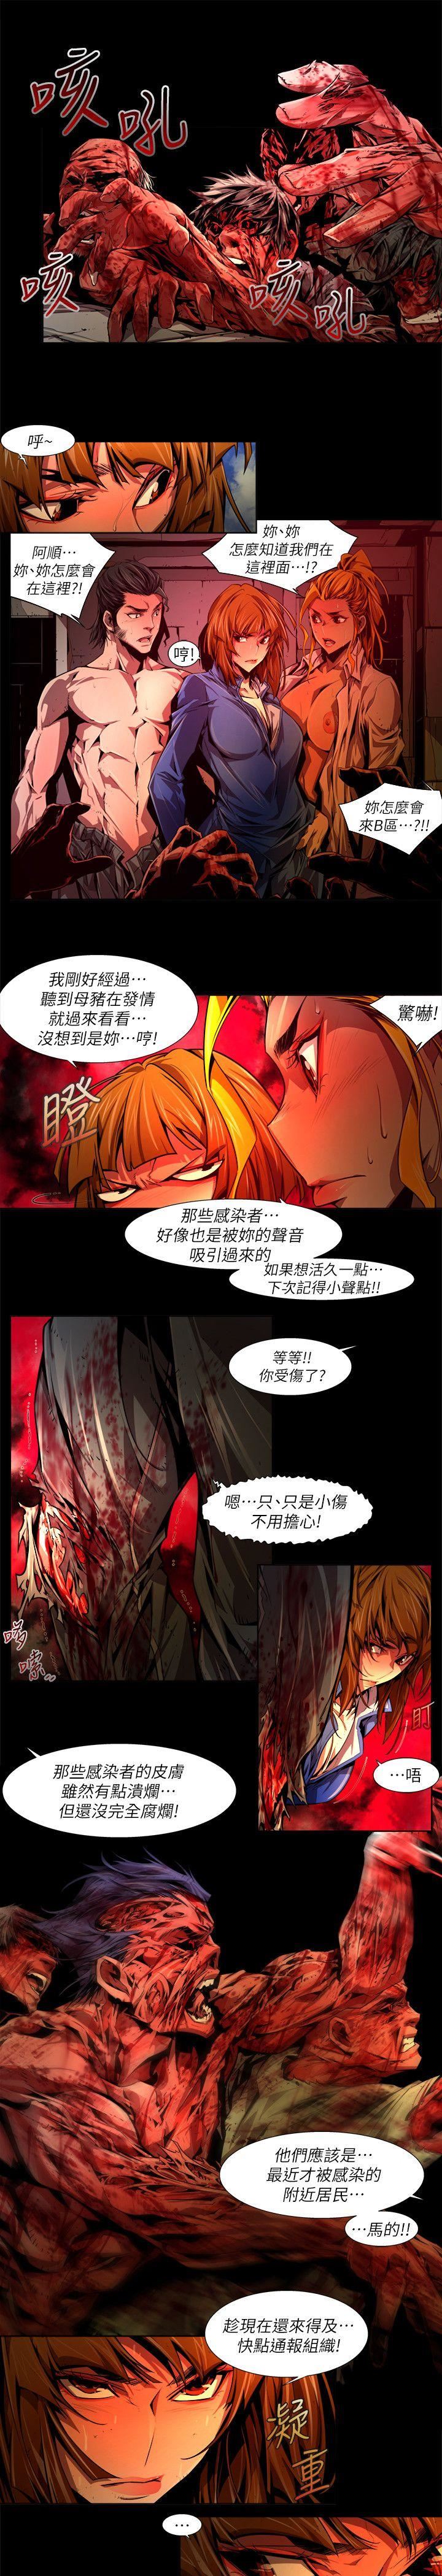 咳吼
咳
咳吼
呼~
阿順…
妳、妳怎麼會
在這裡?!
妳、妳
怎麼知道我們在
這裡面…!?
哼!
妳怎麼會
來B區…?!!
我剛好經過…
聽到母豬在發情
就過來看看…
沒想到是妳…哼!
驚嚇!
瞪
那些感染者…
好像也是被妳的聲音
吸引過來的
如果想活久一點…
下次記得小聲點!!
等等!!
你受傷了?
嗯…只、只是小傷
不用擔心!
哆
嗦
盯
…唔
那些感染者的皮膚
雖然有點潰爛…
但還沒完全腐爛!
他們應該是…
最近才被感染的
附近居民…
…馬的!!
趁現在還來得及…
快點通報組織!
凝
重
…